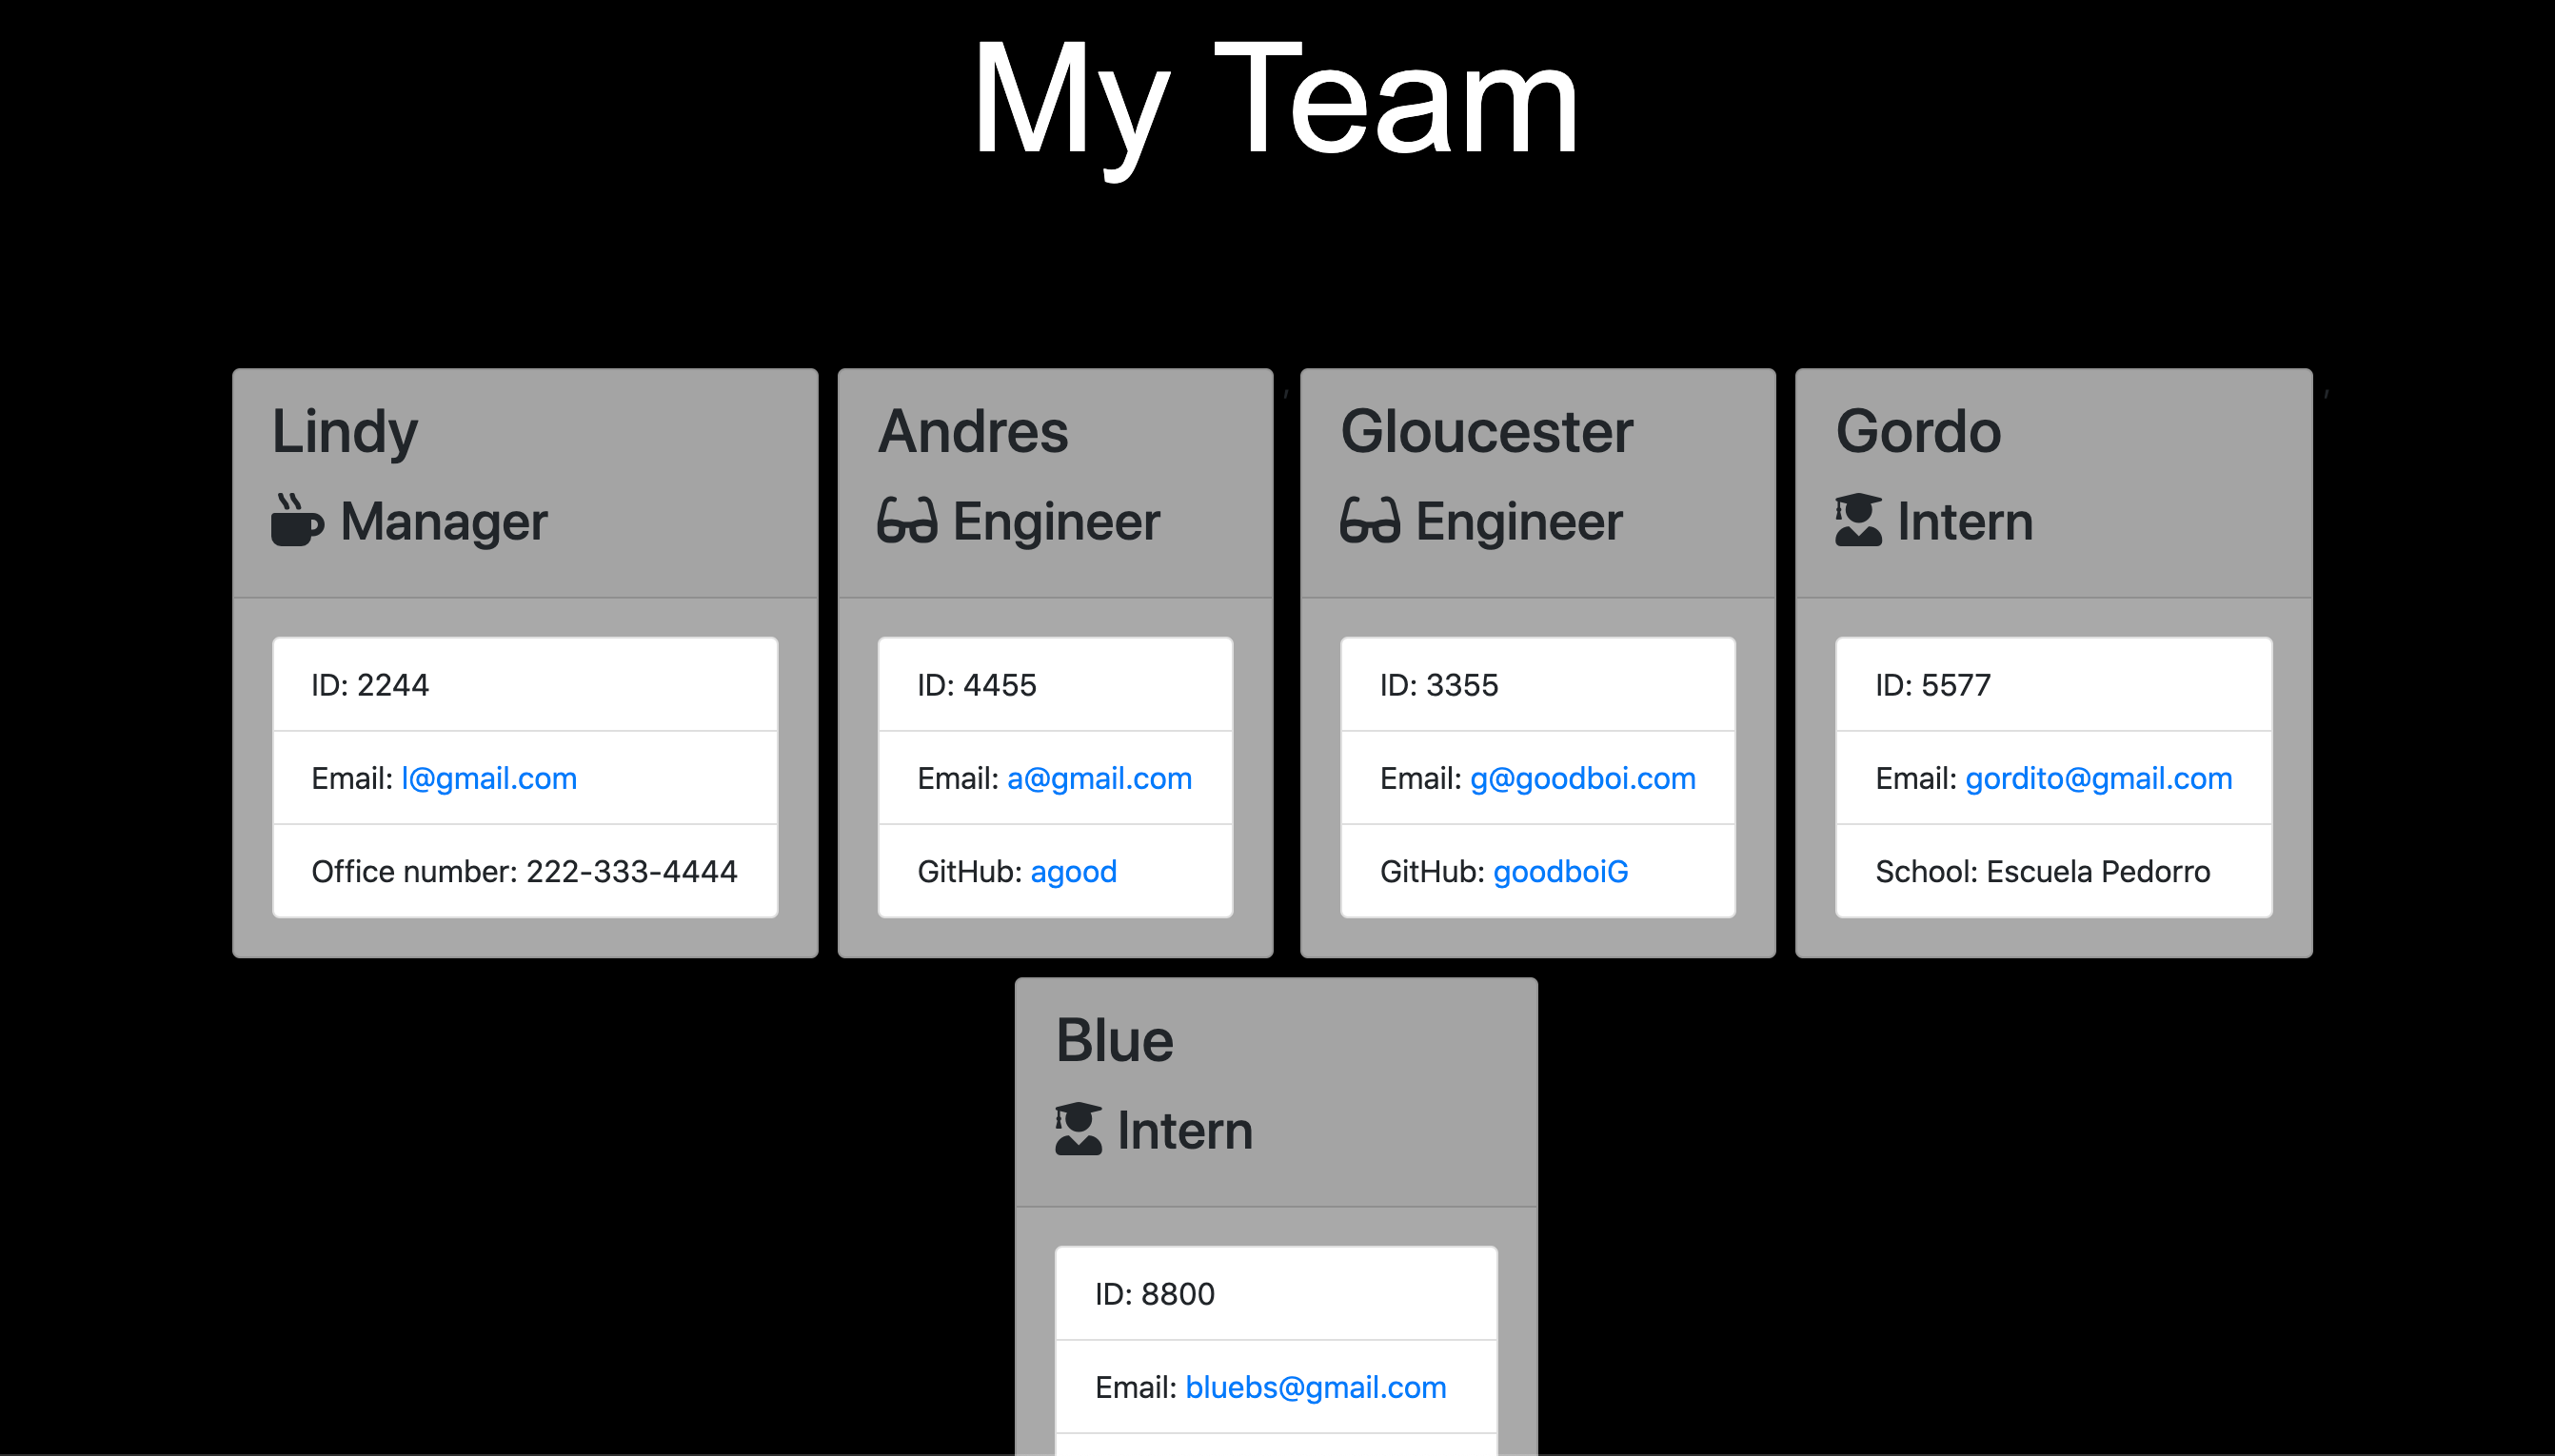 My Team
Lindy
Manager
ID: 2244
Email: l@gmail.com
Office number: 222-333-4444
Andres
Engineer
ID: 4455
Email: a@gmail.com
GitHub: agood
,
Gloucester
Engineer
ID: 3355
Email: g@goodboi.com
GitHub: goodboiG
Gordo
Intern
ID: 5577
Email: gordito@gmail.com
School: Escuela Pedorro
,
Blue
Intern
ID: 8800
Email: bluebs@gmail.com